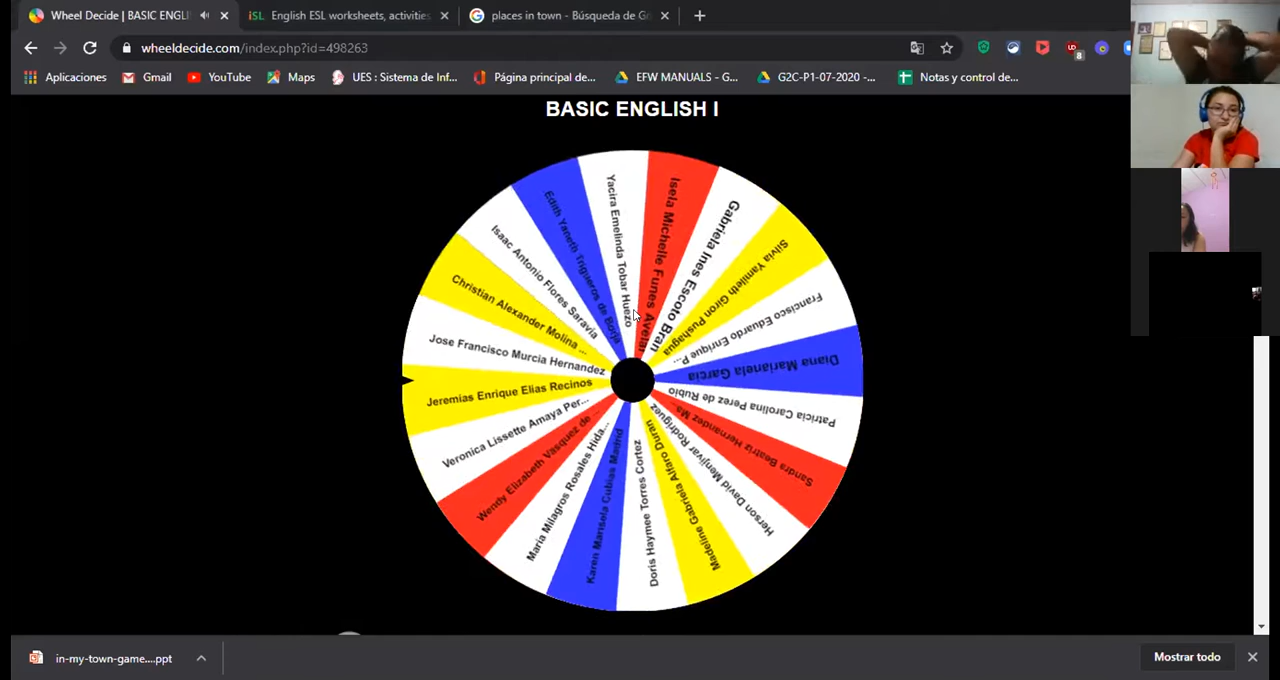 Wheel Decide | BASIC ENGLI
iSL English ESL worksheets, activities
places in town - Búsqueda de Go
wheeldecide.com/index.php?id=498263
8
Aplicaciones
Gmail
YouTube
Maps
UES : Sistema de Inf...
Página principal de...
EFW MANUALS - G...
G2C-P1-07-2020 -...
Notas y control de...
BASIC ENGLISH I
Yacira Emelinda Tobar Huezo
Isela Michelle Funes Avelar
Gabriela Ines Escoto Bran
Silvia Yamileth Giron Pushagua
Francisco Eduardo Enrique P...
Diana Marianela Garcia
Patricia Carolina Perez de Rubio
Sandra Beatriz Hernandez Ma...
Herson David Menjivar Rodriguez
Madeline Gabriela Alfaro Duran
Doris Haymee Torres Cortez
Karen Marisela Cubias Madrid
Maria Milagros Rosales Hida...
Wendy Elizabeth Vasquez de ...
Veronica Lissette Amaya Per...
Jeremias Enrique Elias Recinos
Jose Francisco Murcia Hernandez
Christian Alexander Molina ...
Isaac Antonio Flores Saravia
Edith Yaneth Trigueros de Borja
in-my-town-game....ppt
Mostrar todo